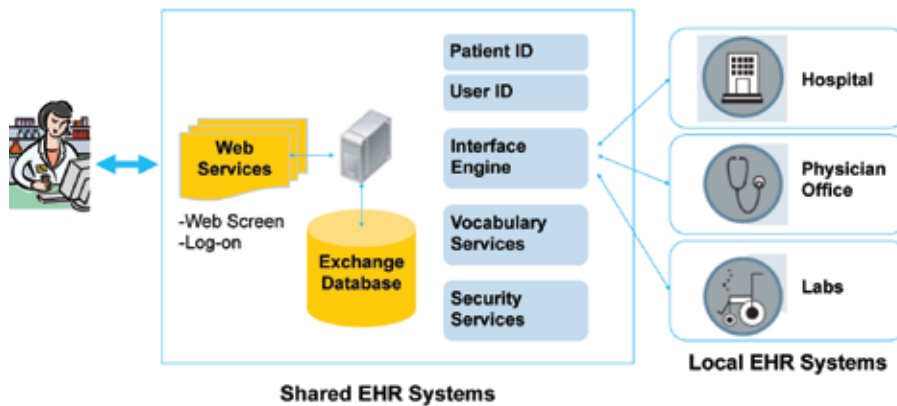 Web
Services
-Web Screen
-Log-on
Exchange
Database
Patient ID
User ID
Interface
Engine
Vocabulary
Services
Security
Services
Shared EHR Systems
Hospital
Physician
Office
Labs
Local EHR Systems